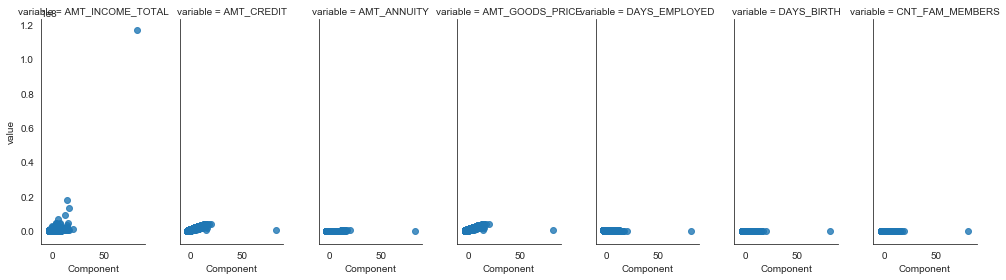 variable = AMT_INCOME_TOTAL variable = AMT_CREDIT variable = AMT_ANNUITY variable = AMT_GOODS_PRICE variable = DAYS_EMPLOYED variable = DAYS_BIRTH variable = CNT_FAM_MEMBERS
1.2
1.0
0.8
0.6
0.4
0.2
0.0
value
0 50 0 50 0 50 0 50 0 50 0 50 0 50
Component Component Component Component Component Component Component